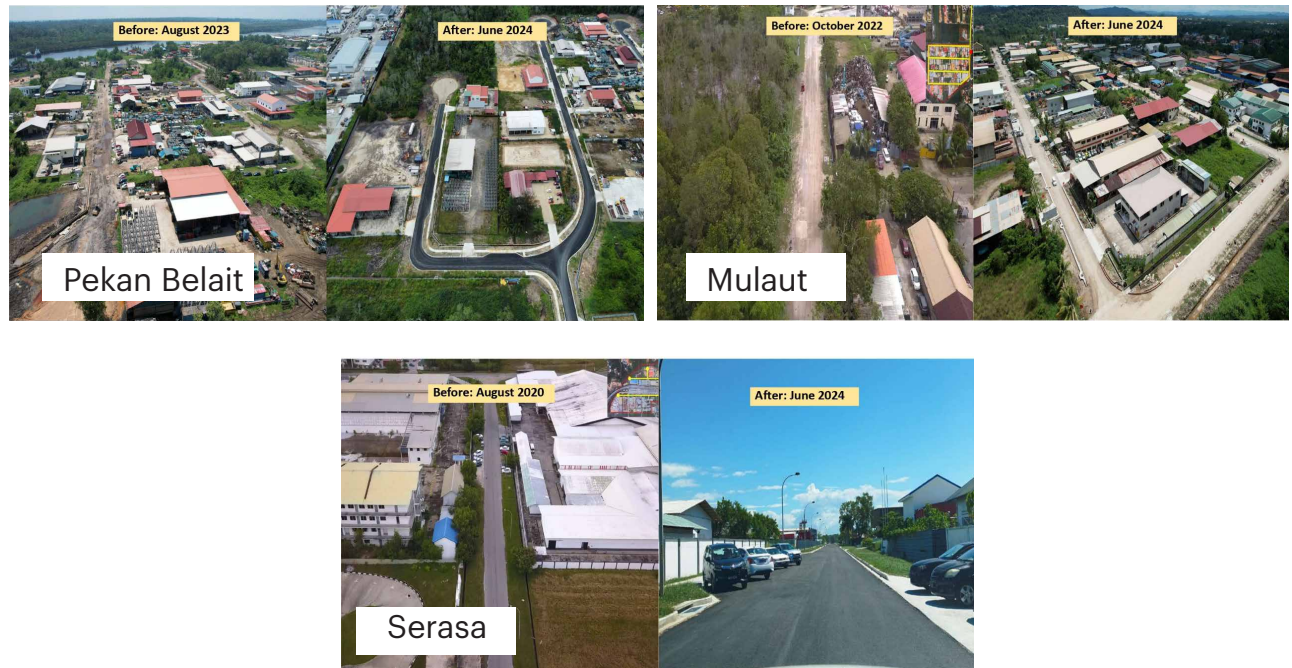 Before: August 2023
After: June 2024
Pekan Belait
Before: October 2022
After: June 2024
Mulaut
Before: August 2020
After: June 2024
Serasa